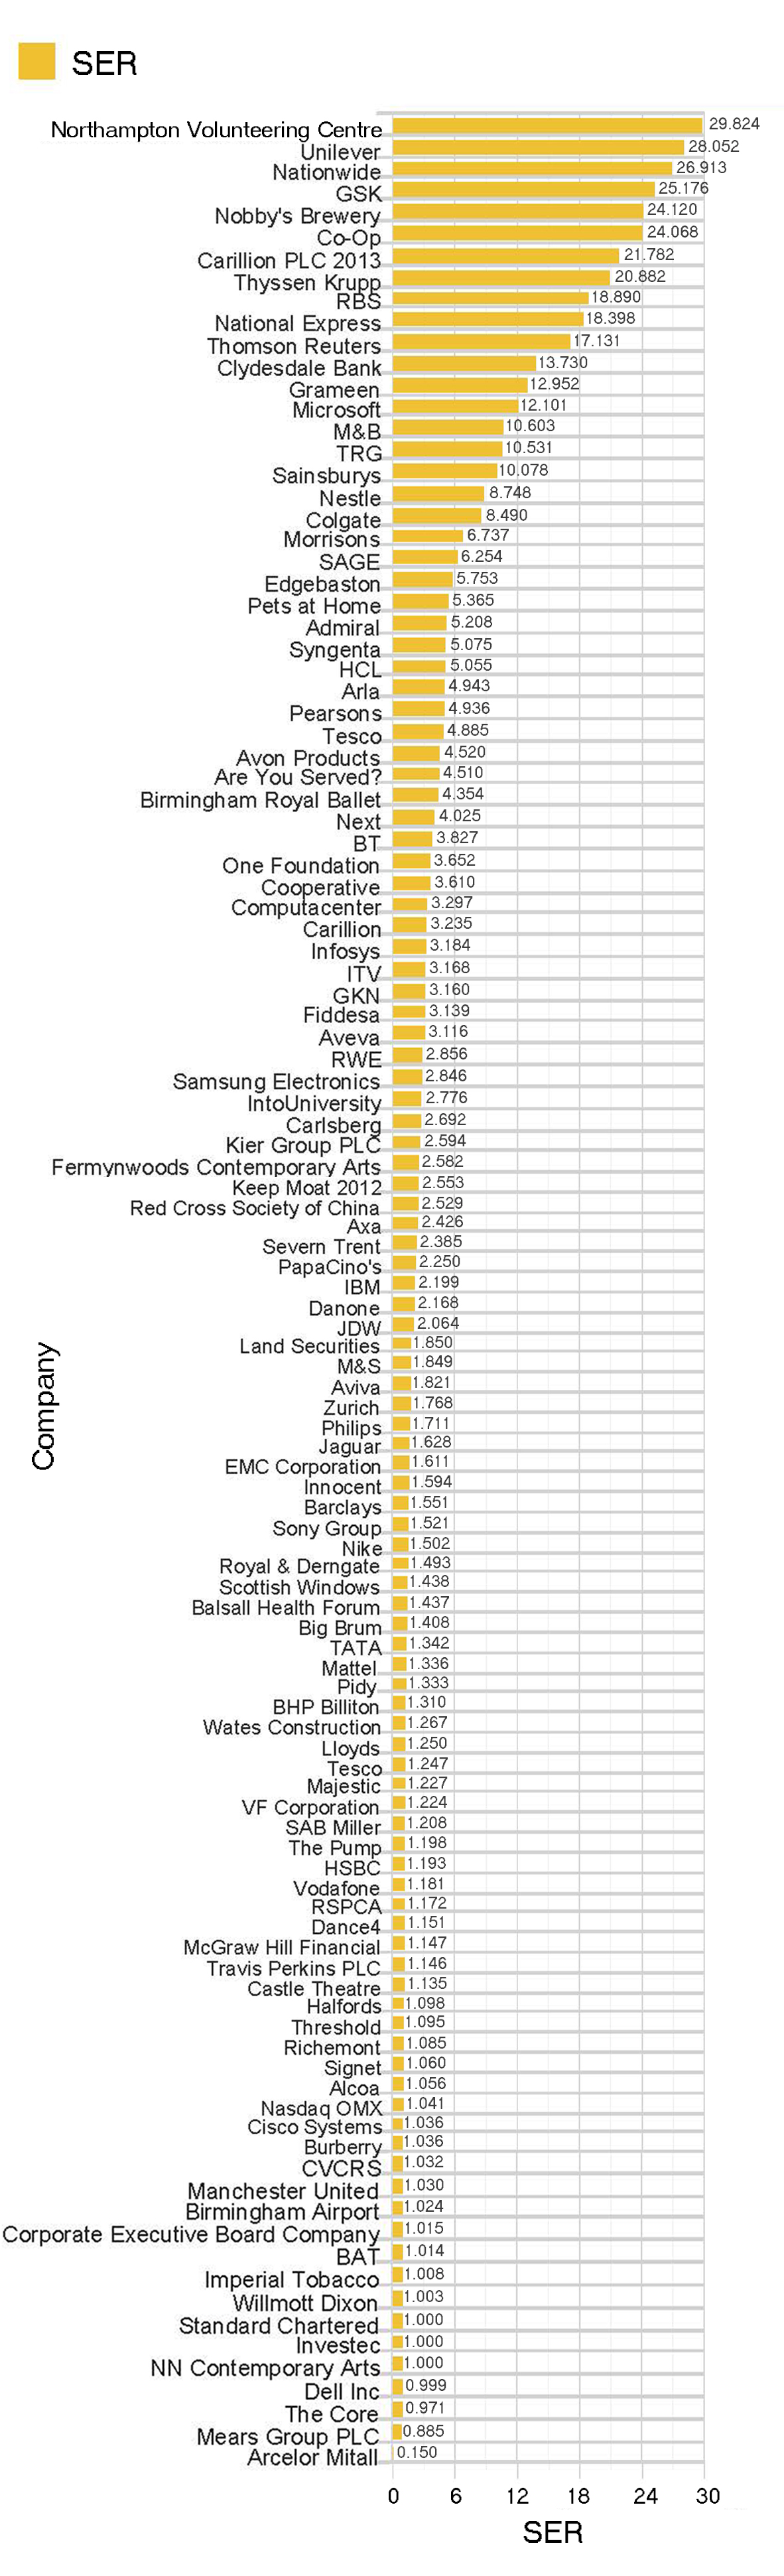 SER
Northampton Volunteering Centre 29.824
Unilever 28.052
Nationwide 26.913
GSK 25.176
Nobby's Brewery 24.120
Co-Op 24.068
Carillion PLC 2013 21.782
Thyssen Krupp 20.882
RBS 18.890
National Express 18.398
Thomson Reuters 17.131
Clydesdale Bank 13.730
Grameen 12.952
Microsoft 12.101
M&B 10.603
TRG 10.531
Sainsburys 10.078
Nestle 8.748
Colgate 8.490
Morrisons 6.737
SAGE 6.254
Edgebaston 5.753
Pets at Home 5.365
Admiral 5.208
Syngenta 5.075
HCL 5.055
Arla 4.943
Pearsons 4.936
Tesco 4.885
Avon Products 4.520
Are You Served? 4.510
Birmingham Royal Ballet 4.354
Next 4.025
BT 3.827
One Foundation 3.652
Cooperative 3.610
Computacenter 3.297
Carillion 3.235
Infosys 3.184
ITV 3.168
GKN 3.160
Fiddesa 3.139
Aveva 3.116
RWE 2.856
Samsung Electronics 2.846
IntoUniversity 2.776
Carlsberg 2.692
Kier Group PLC 2.594
Fermynwoods Contemporary Arts 2.582
Keep Moat 2012 2.553
Red Cross Society of China 2.529
Axa 2.426
Severn Trent 2.385
PapaCino's 2.250
IBM 2.199
Danone 2.168
JDW 2.064
Land Securities 1.850
M&S 1.849
Aviva 1.821
Zurich 1.768
Philips 1.711
Jaguar 1.628
EMC Corporation 1.611
Innocent 1.594
Barclays 1.551
Sony Group 1.521
Nike 1.502
Royal & Derngate 1.493
Scottish Windows 1.438
Balsall Health Forum 1.437
Big Brum 1.408
TATA 1.342
Mattel 1.336
Pidy 1.333
BHP Billiton 1.310
Wates Construction 1.267
Lloyds 1.250
Tesco 1.247
Majestic 1.227
VF Corporation 1.224
SAB Miller 1.208
The Pump 1.198
HSBC 1.193
Vodafone 1.181
RSPCA 1.172
Dance4 1.151
McGraw Hill Financial 1.147
Travis Perkins PLC 1.146
Castle Theatre 1.135
Halfords 1.098
Threshold 1.095
Richemont 1.085
Signet 1.060
Alcoa 1.056
Nasdaq OMX 1.041
Cisco Systems 1.036
Burberry 1.036
CVCRS 1.032
Manchester United 1.030
Birmingham Airport 1.024
Corporate Executive Board Company 1.015
BAT 1.014
Imperial Tobacco 1.008
Willmott Dixon 1.003
Standard Chartered 1.000
Investec 1.000
NN Contemporary Arts 1.000
Dell Inc 0.999
The Core 0.971
Mears Group PLC 0.885
Arcelor Mitall 0.150
Company
0 6 12 18 24 30
SER